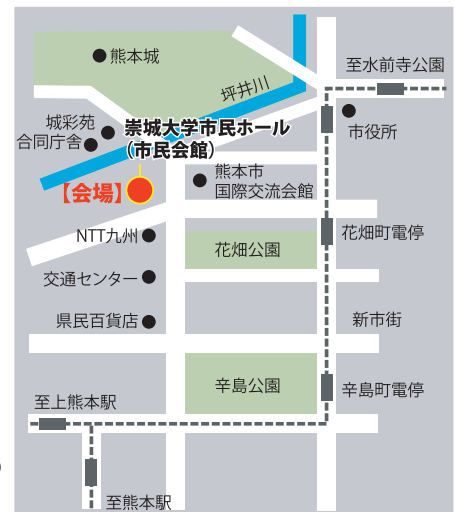 熊本城
至水前寺公園
坪井川
城彩苑
合同庁舎
崇城大学市民ホール
(市民会館)
市役所
【会場】
熊本市
国際交流会館
NTT九州
花畑公園
花畑町電停
交通センター
県民百貨店
新市街
辛島公園
辛島町電停
至上熊本駅
至熊本駅